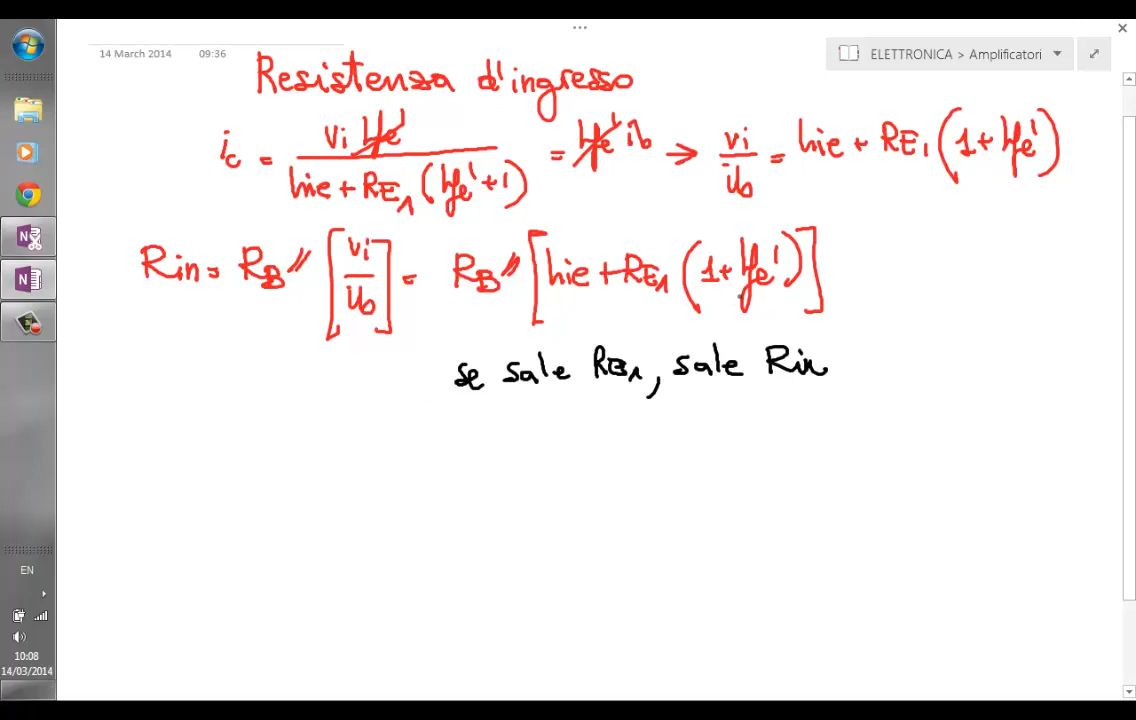 14 March 2014 09:36
ELETTRONICA > Amplificatori
Resistenza d'ingresso
ic = vi hfe' / (hie + RE1 (hfe' + 1)) = hfe' ib → vi / ib = hie + RE1 (1 + hfe')
Rin = RB // [vi / ib] = RB // [hie + RE1 (1 + hfe')]
se sale RE1, sale Rin
EN
10:08
14/03/2014